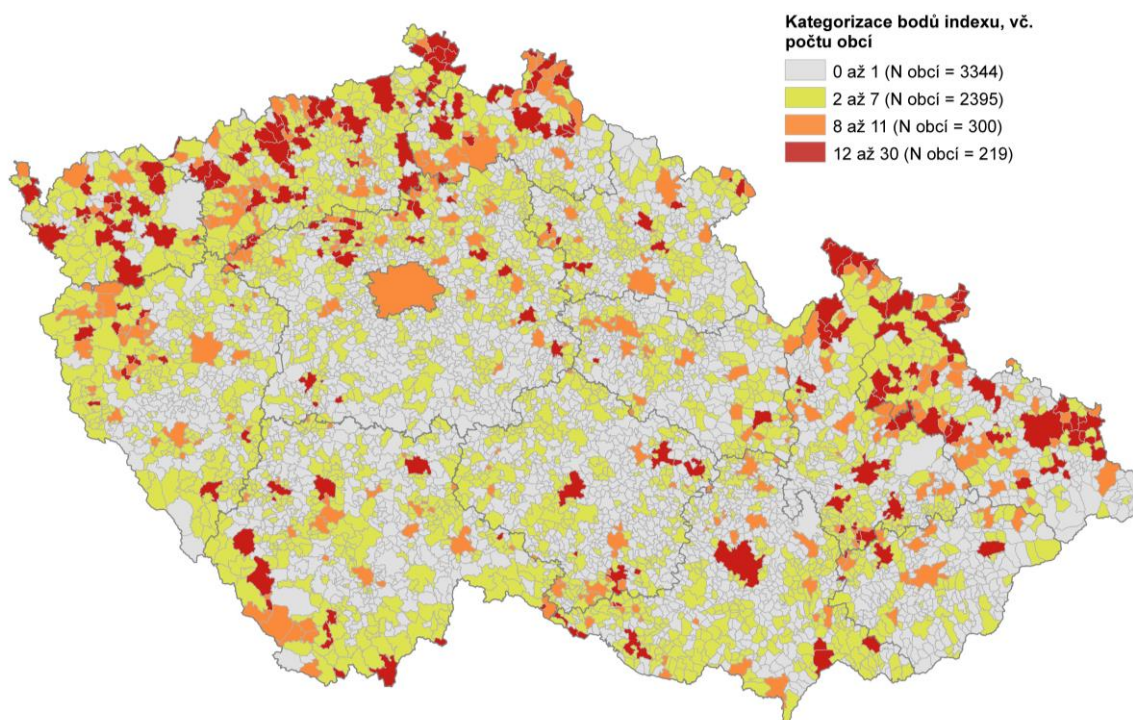 Kategorizace bodů indexu, vč.
počtu obcí
0 až 1 (N obcí = 3344)
2 až 7 (N obcí = 2395)
8 až 11 (N obcí = 300)
12 až 30 (N obcí = 219)